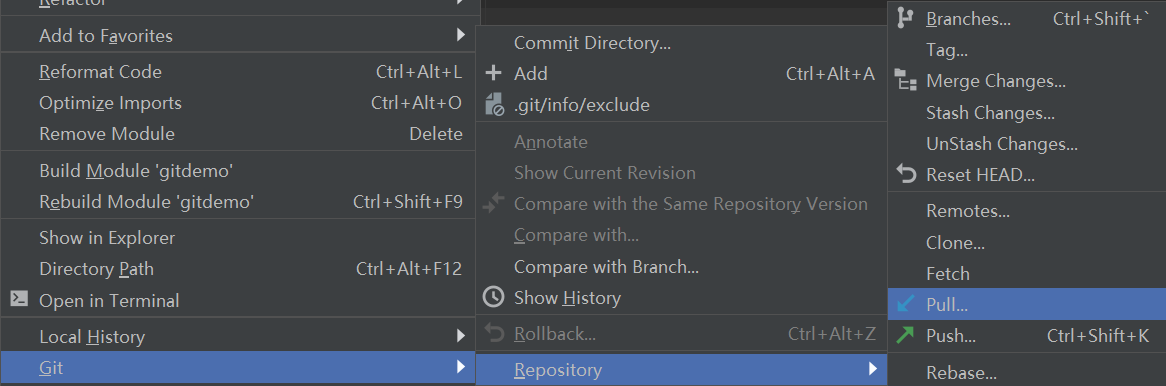 Refactor
Add to Favorites
Reformat Code Ctrl+Alt+L
Optimize Imports Ctrl+Alt+O
Remove Module Delete
Build Module 'gitdemo'
Rebuild Module 'gitdemo' Ctrl+Shift+F9
Show in Explorer
Directory Path Ctrl+Alt+F12
Open in Terminal
Local History
Git
Commit Directory...
Add Ctrl+Alt+A
.git/info/exclude
Annotate
Show Current Revision
Compare with the Same Repository Version
Compare with...
Compare with Branch...
Show History
Rollback... Ctrl+Alt+Z
Repository
Branches... Ctrl+Shift+`
Tag...
Merge Changes...
Stash Changes...
UnStash Changes...
Reset HEAD...
Remotes...
Clone...
Fetch
Pull...
Push... Ctrl+Shift+K
Rebase...